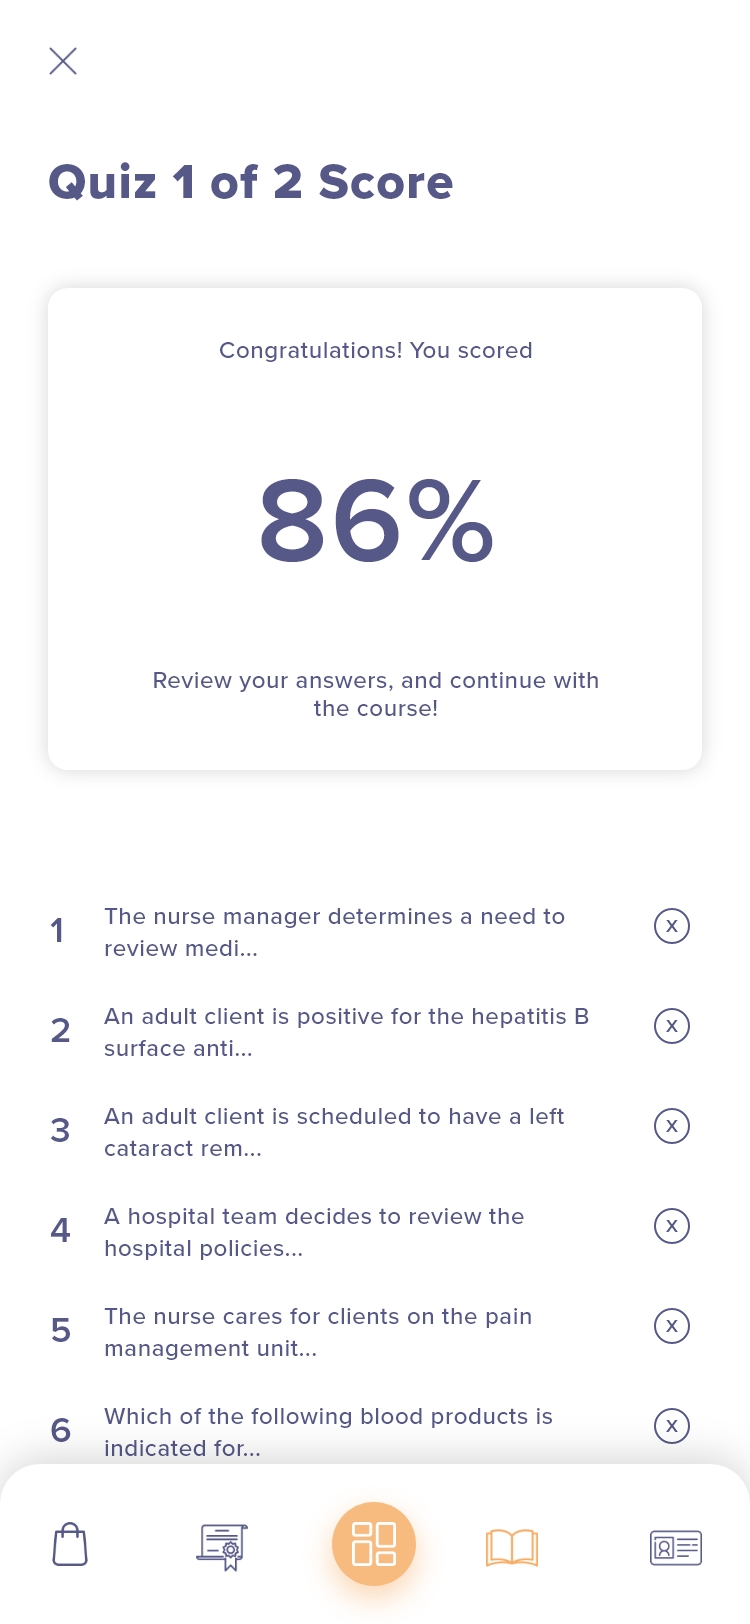 Quiz 1 of 2 Score
Congratulations! You scored
86%
Review your answers, and continue with
the course!
1
The nurse manager determines a need to
review medi...
X
2
An adult client is positive for the hepatitis B
surface anti...
X
3
An adult client is scheduled to have a left
cataract rem...
X
4
A hospital team decides to review the
hospital policies...
X
5
The nurse cares for clients on the pain
management unit...
X
6
Which of the following blood products is
indicated for...
X